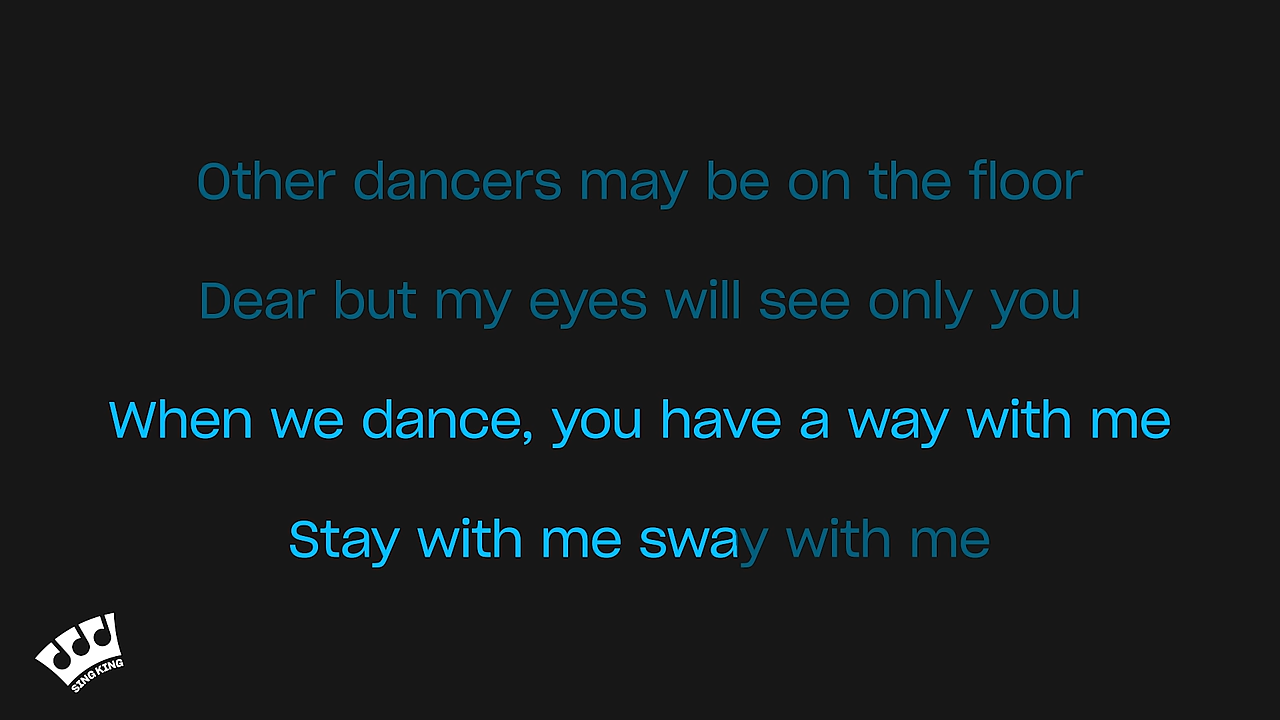 Other dancers may be on the floor
Dear but my eyes will see only you
When we dance, you have a way with me
Stay with me sway with me
SING KING